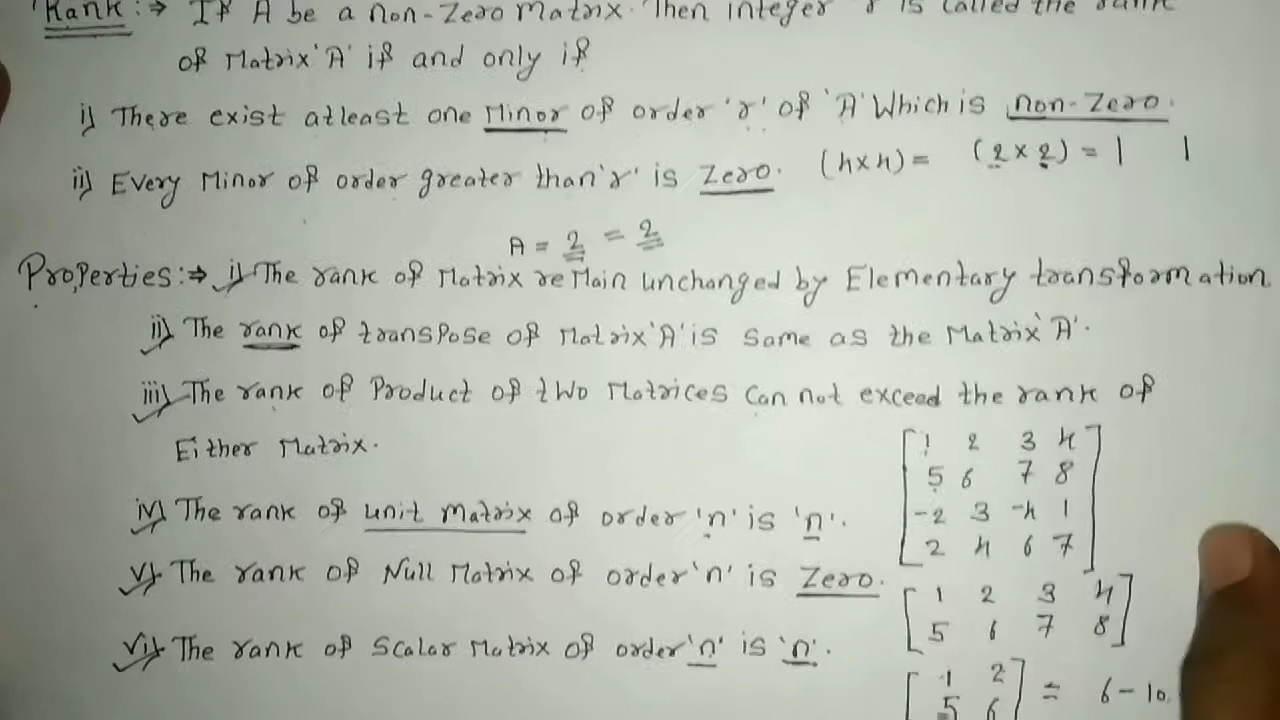 Rank :⇒ If A be a non-Zero Matrix. Then integer 'r' is called the rank
of Matrix 'A' if and only if
i) There exist atleast one Minor of order 'r' of 'A' Which is non-Zero.
ii) Every Minor of order greater than 'r' is Zero. (4×4) = (2×2) = | |
A = 2 = 2
Properties :⇒ i) The rank of Matrix remain unchanged by Elementary transformation
ii) The rank of transpose of Matrix 'A' is same as the Matrix 'A'.
iii) The rank of Product of two Matrices can not exceed the rank of
Either Matrix.
iv) The rank of unit Matrix of order 'n' is 'n'.
v) The rank of Null Matrix of order 'n' is Zero.
vi) The rank of Scalar Matrix of order 'n' is 'n'.
[1 2 3 4
5 6 7 8
-2 3 -4 1
2 4 6 7]
[1 2 3 4
5 6 7 8]
[1 2
5 6] = 6-10